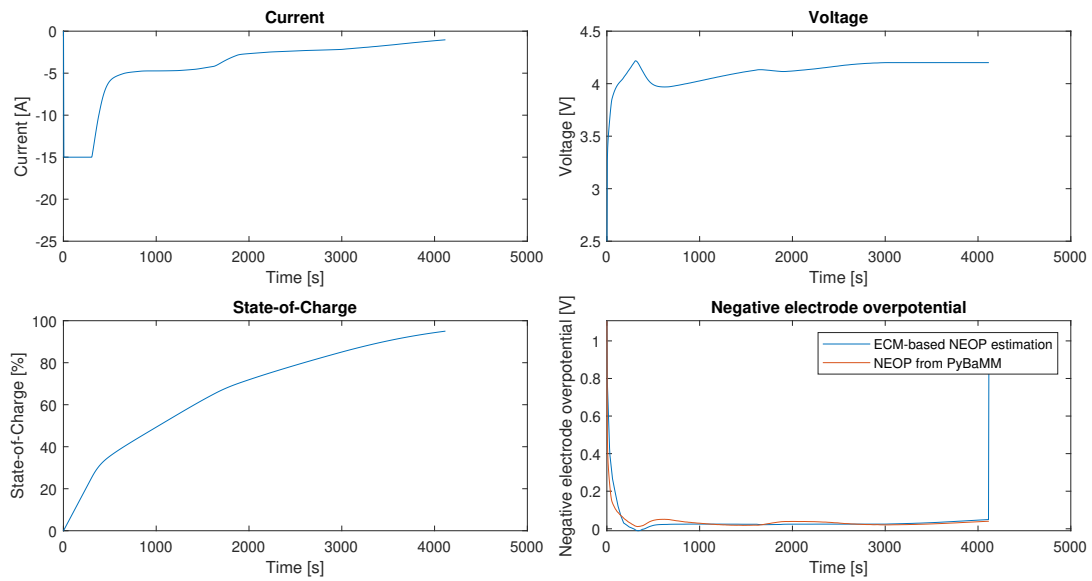 Current
0
-5
-10
-15
-20
-25
Current [A]
0 1000 2000 3000 4000 5000
Time [s]
Voltage
4.5
4
3.5
4
2.5
Voltage [V]
0 1000 2000 3000 4000 5000
Time [s]
State-of-Charge
100
80
60
40
20
0
State-of-Charge [%]
0 1000 2000 3000 4000 5000
Time [s]
Negative electrode overpotential
1
0.8
0.6
0.4
0.2
0
Negative electrode overpotential [V]
ECM-based NEOP estimation
NEOP from PyBaMM
0 1000 2000 3000 4000 5000
Time [s]